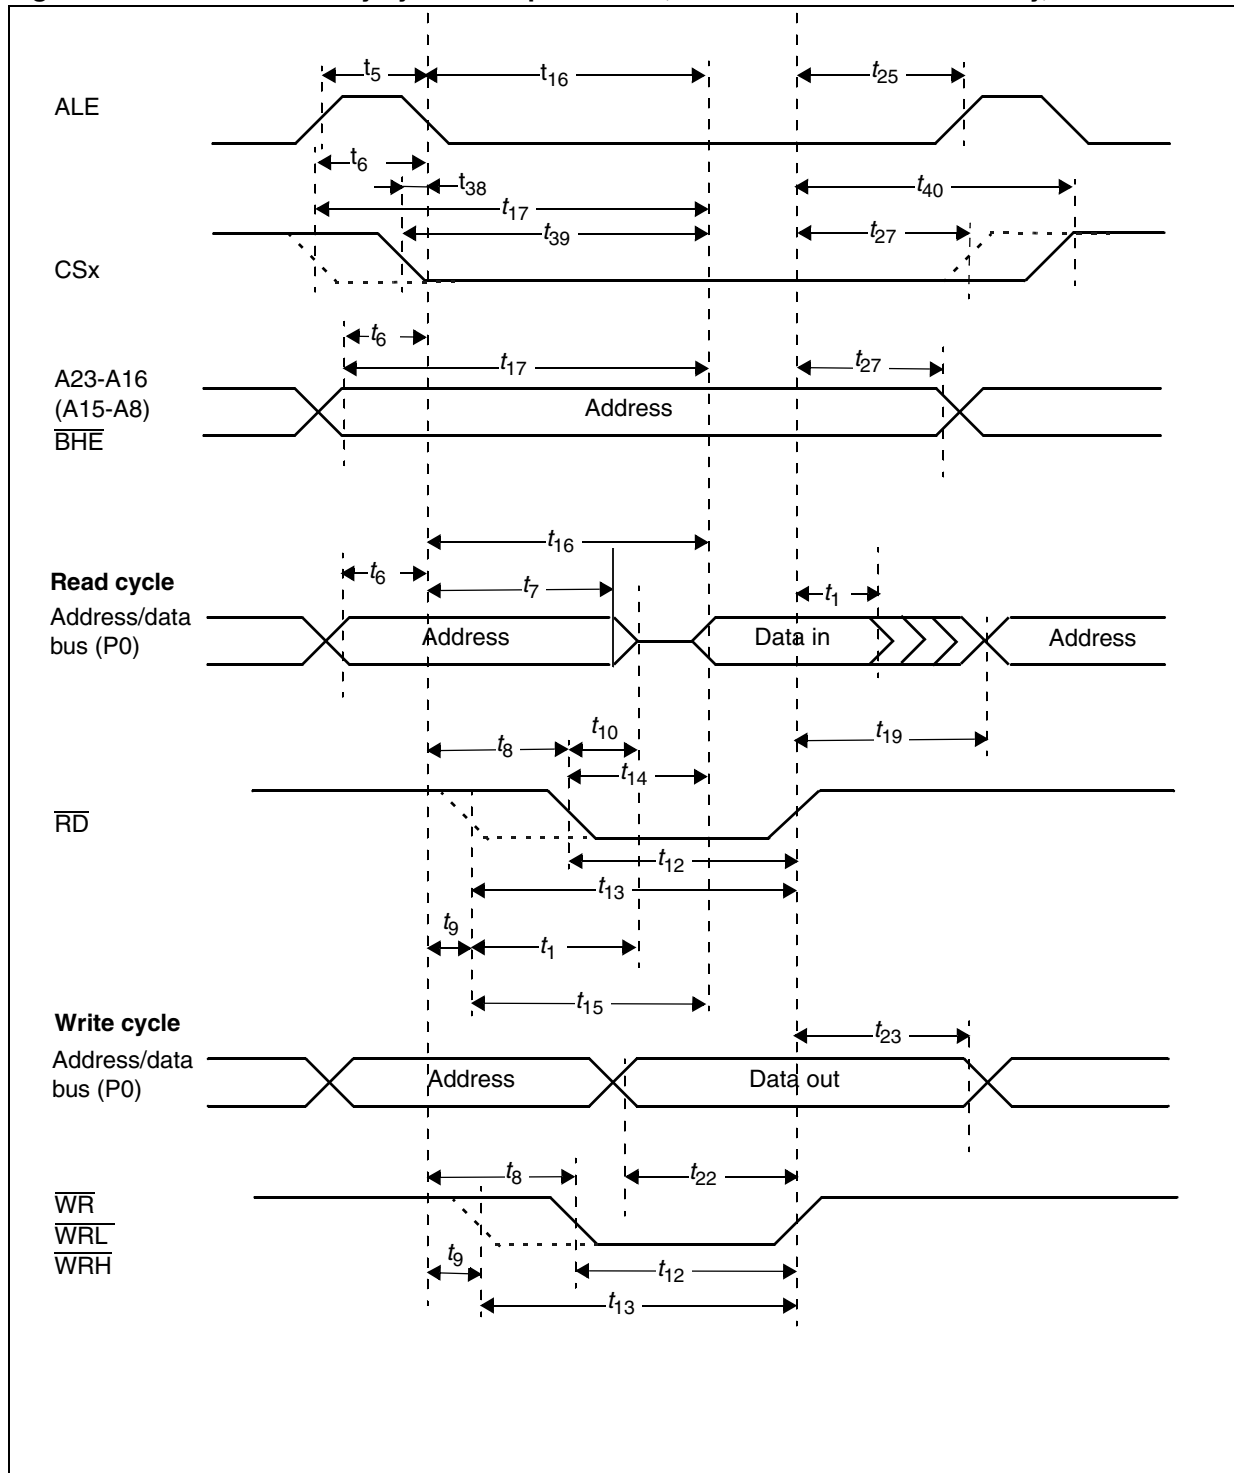 t5 t16 t25
ALE
t6
t38
t17
t40
t39
t27
CSx
t6
t17
t27
A23-A16
(A15-A8)
BHE
Address
t16
Read cycle
t6
t7
t1
Address/data
bus (P0)
Address
Data in
Address
t8
t10
t19
t14
RD
t12
t13
t9
t1
t15
Write cycle
t23
Address/data
bus (P0)
Address
Data out
t8
t22
WR
WRL
WRH
t9
t12
t13